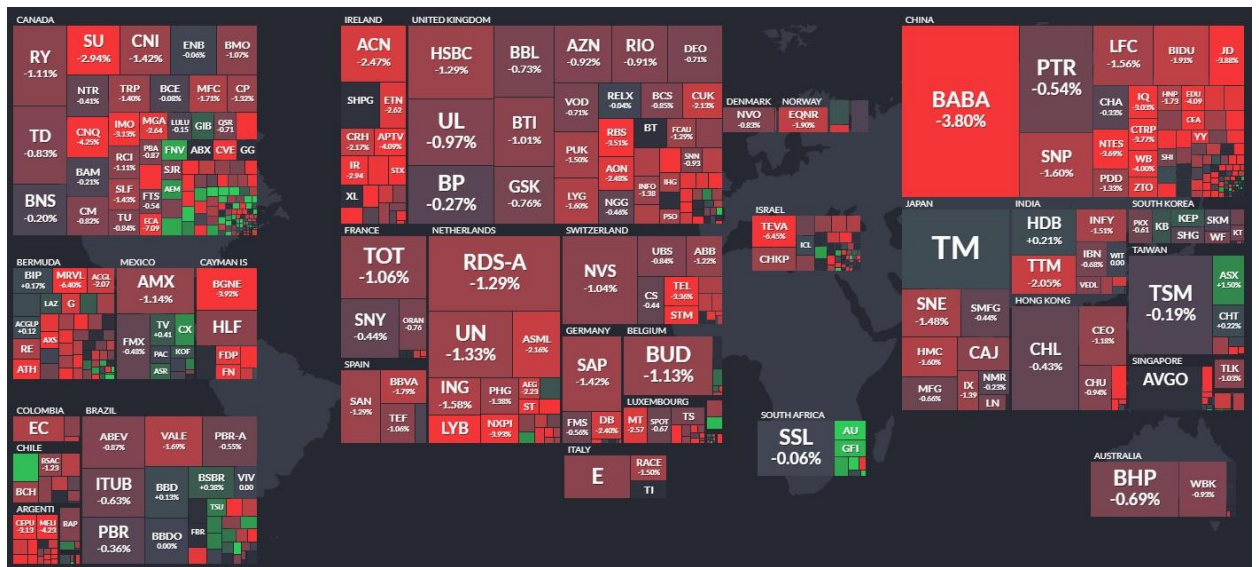 CANADA
RY
-1.11%
SU
-2.94%
CNI
-1.42%
ENB
-0.06%
BMO
-1.07%
NTR
-0.41%
TRP
-1.40%
BCE
-0.08%
MFC
-1.71%
CP
-1.32%
TD
-0.83%
CNQ
-4.25%
IMO
-3.13%
MGA
-2.64
LULU
-0.15
GIB
QSR
-0.71
RCI
-1.11%
PBA
-0.87
FNV
ABX
CVE
GG
BAM
-0.21%
SLF
-1.43%
FTS
-0.54
SJR
AEM
BNS
-0.20%
CM
-0.82%
TU
-0.84%
ECA
-7.09
BERMUDA
BIP
+0.17%
MRVL
-6.40%
ACGL
-2.07
LAZ
G
ACGLP
+0.12
AXS
RE
ATH
MEXICO
AMX
-1.14%
FMX
-0.48%
TV
+0.41
CX
PAC
KOF
ASR
CAYMAN IS
BGNE
-3.92%
HLF
FDP
FN
COLOMBIA
EC
CHILE
BSAC
-1.23
BCH
ARGENTI
CEPU
-3.13
MELI
-4.23
BAP
BRAZIL
ABEV
-0.87%
VALE
-1.69%
PBR-A
-0.55%
ITUB
-0.63%
BBD
+0.13%
BSBR
+0.38%
VIV
0.00
TSU
PBR
-0.36%
BBDO
0.00%
FBR
IRELAND
ACN
-2.47%
SHPG
ETN
-2.62
CRH
-2.17%
APTV
-4.09%
IR
-2.94
STX
XL
UNITED KINGDOM
HSBC
-1.29%
BBL
-0.73%
AZN
-0.92%
RIO
-0.91%
DEO
-0.71%
UL
-0.97%
BTI
-1.01%
VOD
-0.71%
RELX
-0.04%
BCS
-0.85%
CUK
-2.13%
RBS
-3.51%
BT
FCAU
-1.29%
PUK
-1.50%
AON
-2.48%
SNN
-0.93
BP
-0.27%
GSK
-0.76%
LYG
-1.60%
NGG
-0.46%
INFO
-1.38
IHG
PSO
FRANCE
TOT
-1.06%
SNY
-0.44%
ORAN
-0.76
SPAIN
SAN
-1.29%
BBVA
-1.79%
TEF
-1.06%
NETHERLANDS
RDS-A
-1.29%
UN
-1.33%
ASML
-2.16%
ING
-1.58%
PHG
-1.38%
AEG
-2.23
ST
LYB
NXPI
-3.93%
SWITZERLAND
NVS
-1.04%
UBS
-0.84%
ABB
-1.22%
CS
-0.44
TEL
-3.36%
STM
GERMANY
SAP
-1.42%
FMS
-0.56%
DB
-2.40%
BELGIUM
BUD
-1.13%
LUXEMBOURG
MT
-2.57
SPOT
-0.67
TS
ITALY
E
RACE
-1.50%
TI
DENMARK
NVO
-0.83%
NORWAY
EQNR
-1.90%
ISRAEL
TEVA
-6.45%
CHKP
ICL
SOUTH AFRICA
SSL
-0.06%
AU
GFI
CHINA
BABA
-3.80%
PTR
-0.54%
SNP
-1.60%
LFC
-1.56%
BIDU
-1.91%
JD
-3.88%
CHA
-0.33%
IQ
-3.03%
HNP
-1.73
EDU
-4.09
CEA
NTES
-3.69%
CTRP
-3.77%
YY
WB
-4.00%
SHI
PDD
-1.33%
ZTO
JAPAN
TM
SNE
-1.48%
SMFG
-0.44%
HMC
-1.60%
CAJ
MFG
-0.66%
IX
-1.39
NMR
-0.23%
LN
INDIA
HDB
+0.21%
INFY
-1.51%
TTM
-2.05%
IBN
-0.68%
WIT
0.00
VEDL
HONG KONG
CHL
-0.43%
CEO
-1.18%
CHU
-0.94%
SOUTH KOREA
PKX
-0.61
KB
KEP
SKM
SHG
WF
KT
TAIWAN
TSM
-0.19%
ASX
+1.50%
CHT
+0.22%
SINGAPORE
AVGO
TLK
-1.03%
AUSTRALIA
BHP
-0.69%
WBK
-0.93%